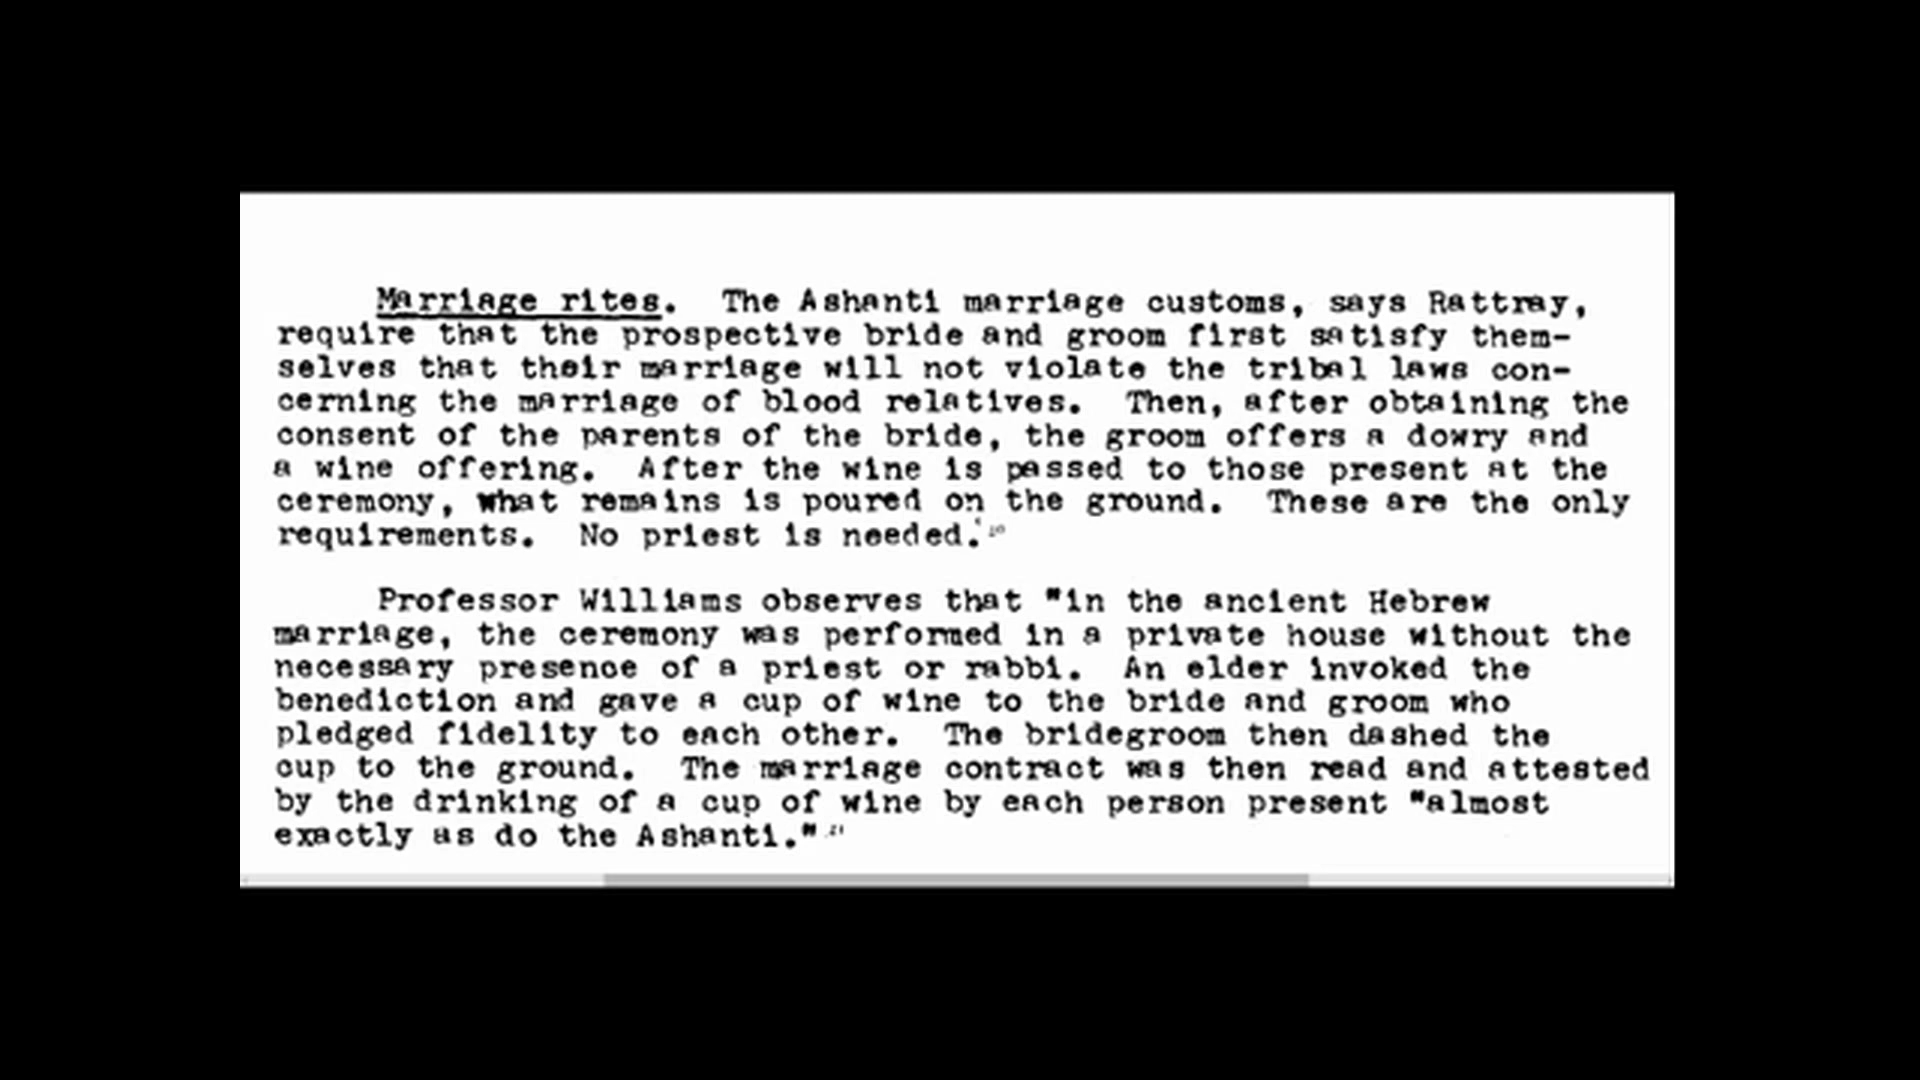 Marriage rites. The Ashanti marriage customs, says Rattray,
require that the prospective bride and groom first satisfy them-
selves that their marriage will not violate the tribal laws con-
cerning the marriage of blood relatives. Then, after obtaining the
consent of the parents of the bride, the groom offers a dowry and
a wine offering. After the wine is passed to those present at the
ceremony, what remains is poured on the ground. These are the only
requirements. No priest is needed.
Professor Williams observes that "in the ancient Hebrew
marriage, the ceremony was performed in a private house without the
necessary presence of a priest or rabbi. An elder invoked the
benediction and gave a cup of wine to the bride and groom who
pledged fidelity to each other. The bridegroom then dashed the
cup to the ground. The marriage contract was then read and attested
by the drinking of a cup of wine by each person present "almost
exactly as do the Ashanti."